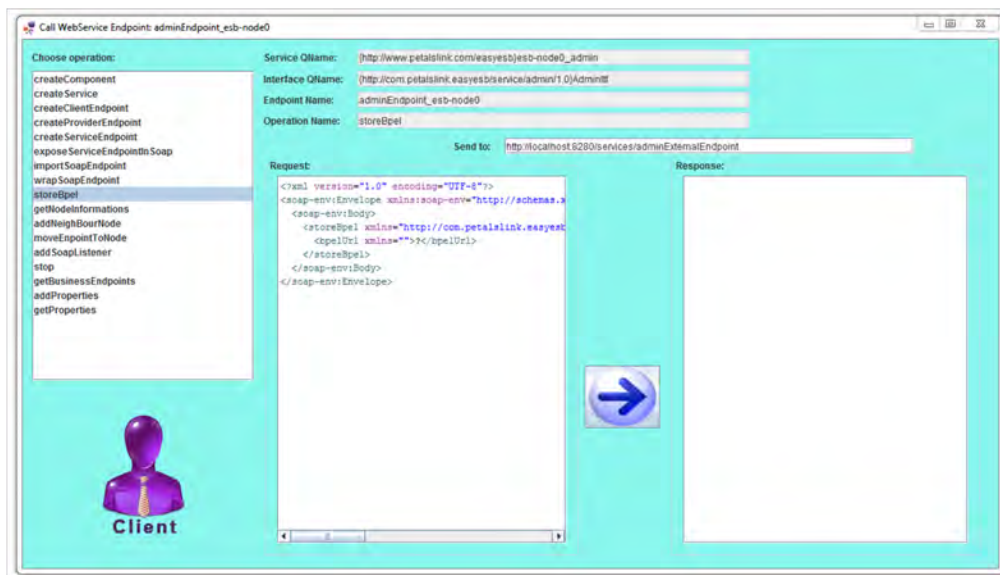 Call WebService Endpoint: adminEndpoint_esb-node0
Choose operation:
createComponent
createService
createClientEndpoint
createProviderEndpoint
createServiceEndpoint
exposeServiceEndpointInSoap
importSoapEndpoint
wrapSoapEndpoint
storeBpel
getNodeInformations
addNeighBourNode
moveEnpointToNode
addSoapListener
stop
getBusinessEndpoints
addProperties
getProperties
Client
Service QName: {http://www.petalslink.com/easyesb}esb-node0_admin
Interface QName: {http://com.petalslink.easyesb/service/admin/1.0}AdminItf
Endpoint Name: adminEndpoint_esb-node0
Operation Name: storeBpel
Send to: http://localhost:8280/services/adminExternalEndpoint
Request:
<?xml version="1.0" encoding="UTF-8"?>
<soap-env:Envelope xmlns:soap-env="http://schemas.x
<soap-env:Body>
<storeBpel xmlns="http://com.petalslink.easyesb
<bpelUrl xmlns="">?</bpelUrl>
</storeBpel>
</soap-env:Body>
</soap-env:Envelope>
Response: